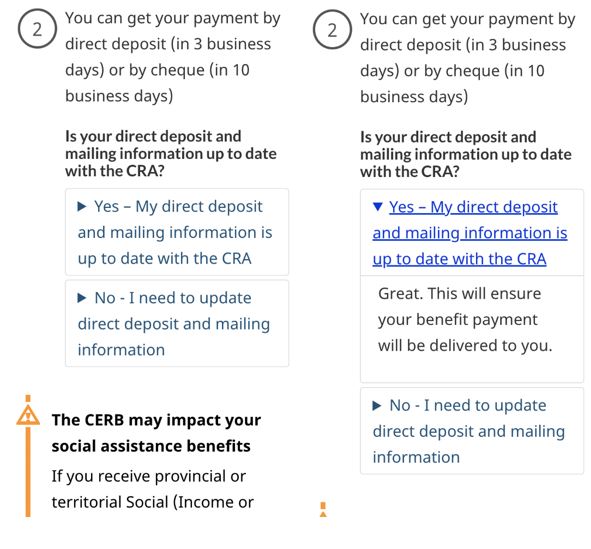 2
You can get your payment by
direct deposit (in 3 business
days) or by cheque (in 10
business days)
Is your direct deposit and
mailing information up to date
with the CRA?
▶ Yes – My direct deposit
and mailing information is
up to date with the CRA
▶ No - I need to update
direct deposit and mailing
information
The CERB may impact your
social assistance benefits
If you receive provincial or
territorial Social (Income or
2
You can get your payment by
direct deposit (in 3 business
days) or by cheque (in 10
business days)
Is your direct deposit and
mailing information up to date
with the CRA?
▼ Yes – My direct deposit
and mailing information is
up to date with the CRA
Great. This will ensure
your benefit payment
will be delivered to you.
▶ No - I need to update
direct deposit and mailing
information